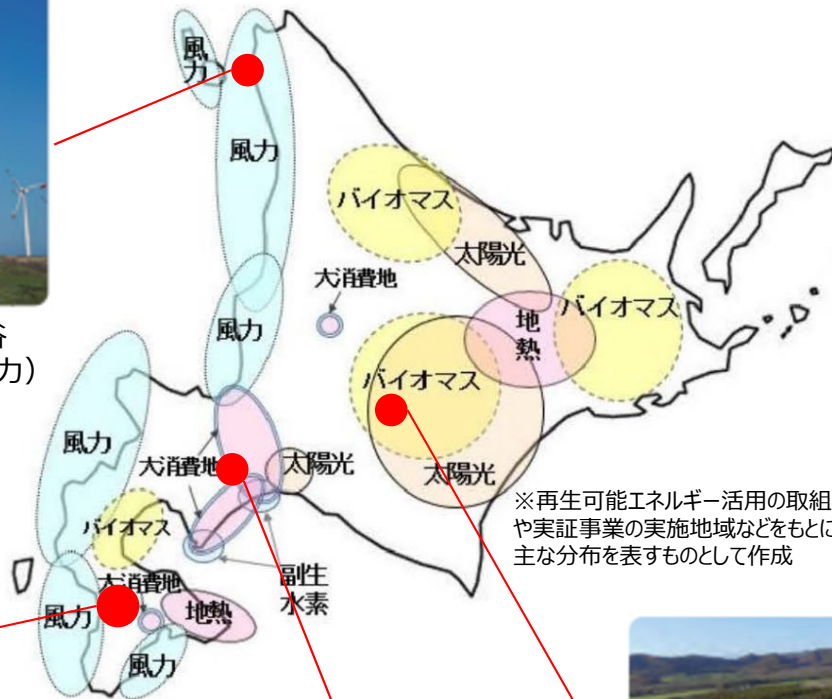 風
力
風力
バイオマス
太陽光
大消費地
風力
地
熱
バイオマス
谷
力）
バイオマス
風力
大消費地
太陽光
太陽光
※再生可能エネルギー活用の取組
や実証事業の実施地域などをもとに
主な分布を表すものとして作成
バイオマス
大消費地
副生
水素
風力
地熱
風力